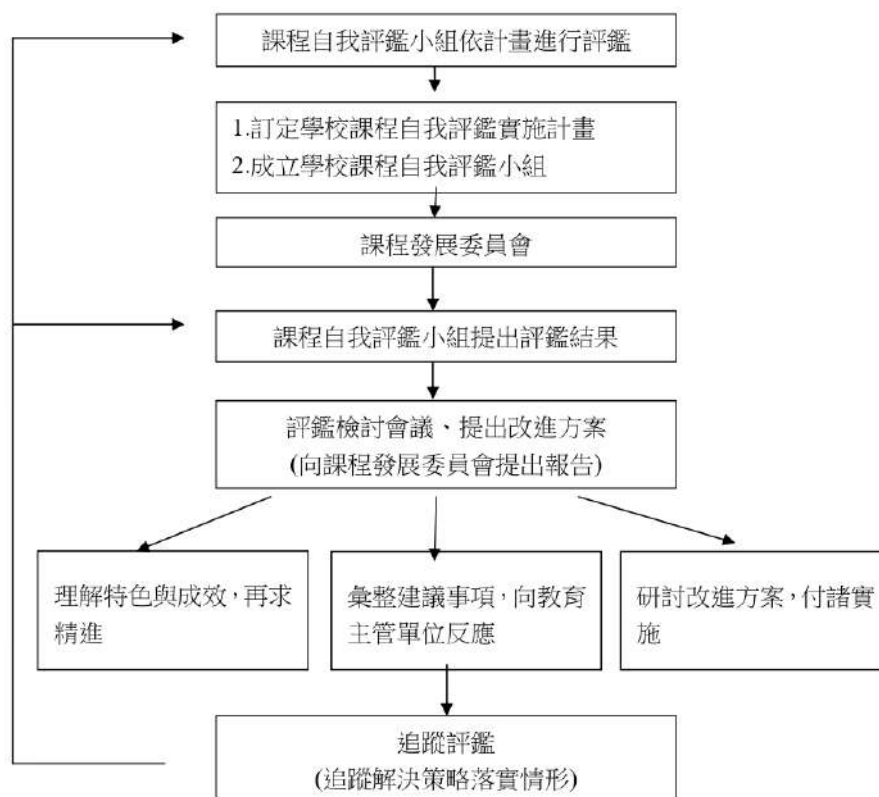 課程自我評鑑小組依計畫進行評鑑
1.訂定學校課程自我評鑑實施計畫
2.成立學校課程自我評鑑小組
課程發展委員會
課程自我評鑑小組提出評鑑結果
評鑑檢討會議、提出改進方案
(向課程發展委員會提出報告)
理解特色與成效，再求
精進
彙整建議事項，向教育
主管單位反應
研討改進方案，付諸實
施
追蹤評鑑
(追蹤解決策略落實情形)